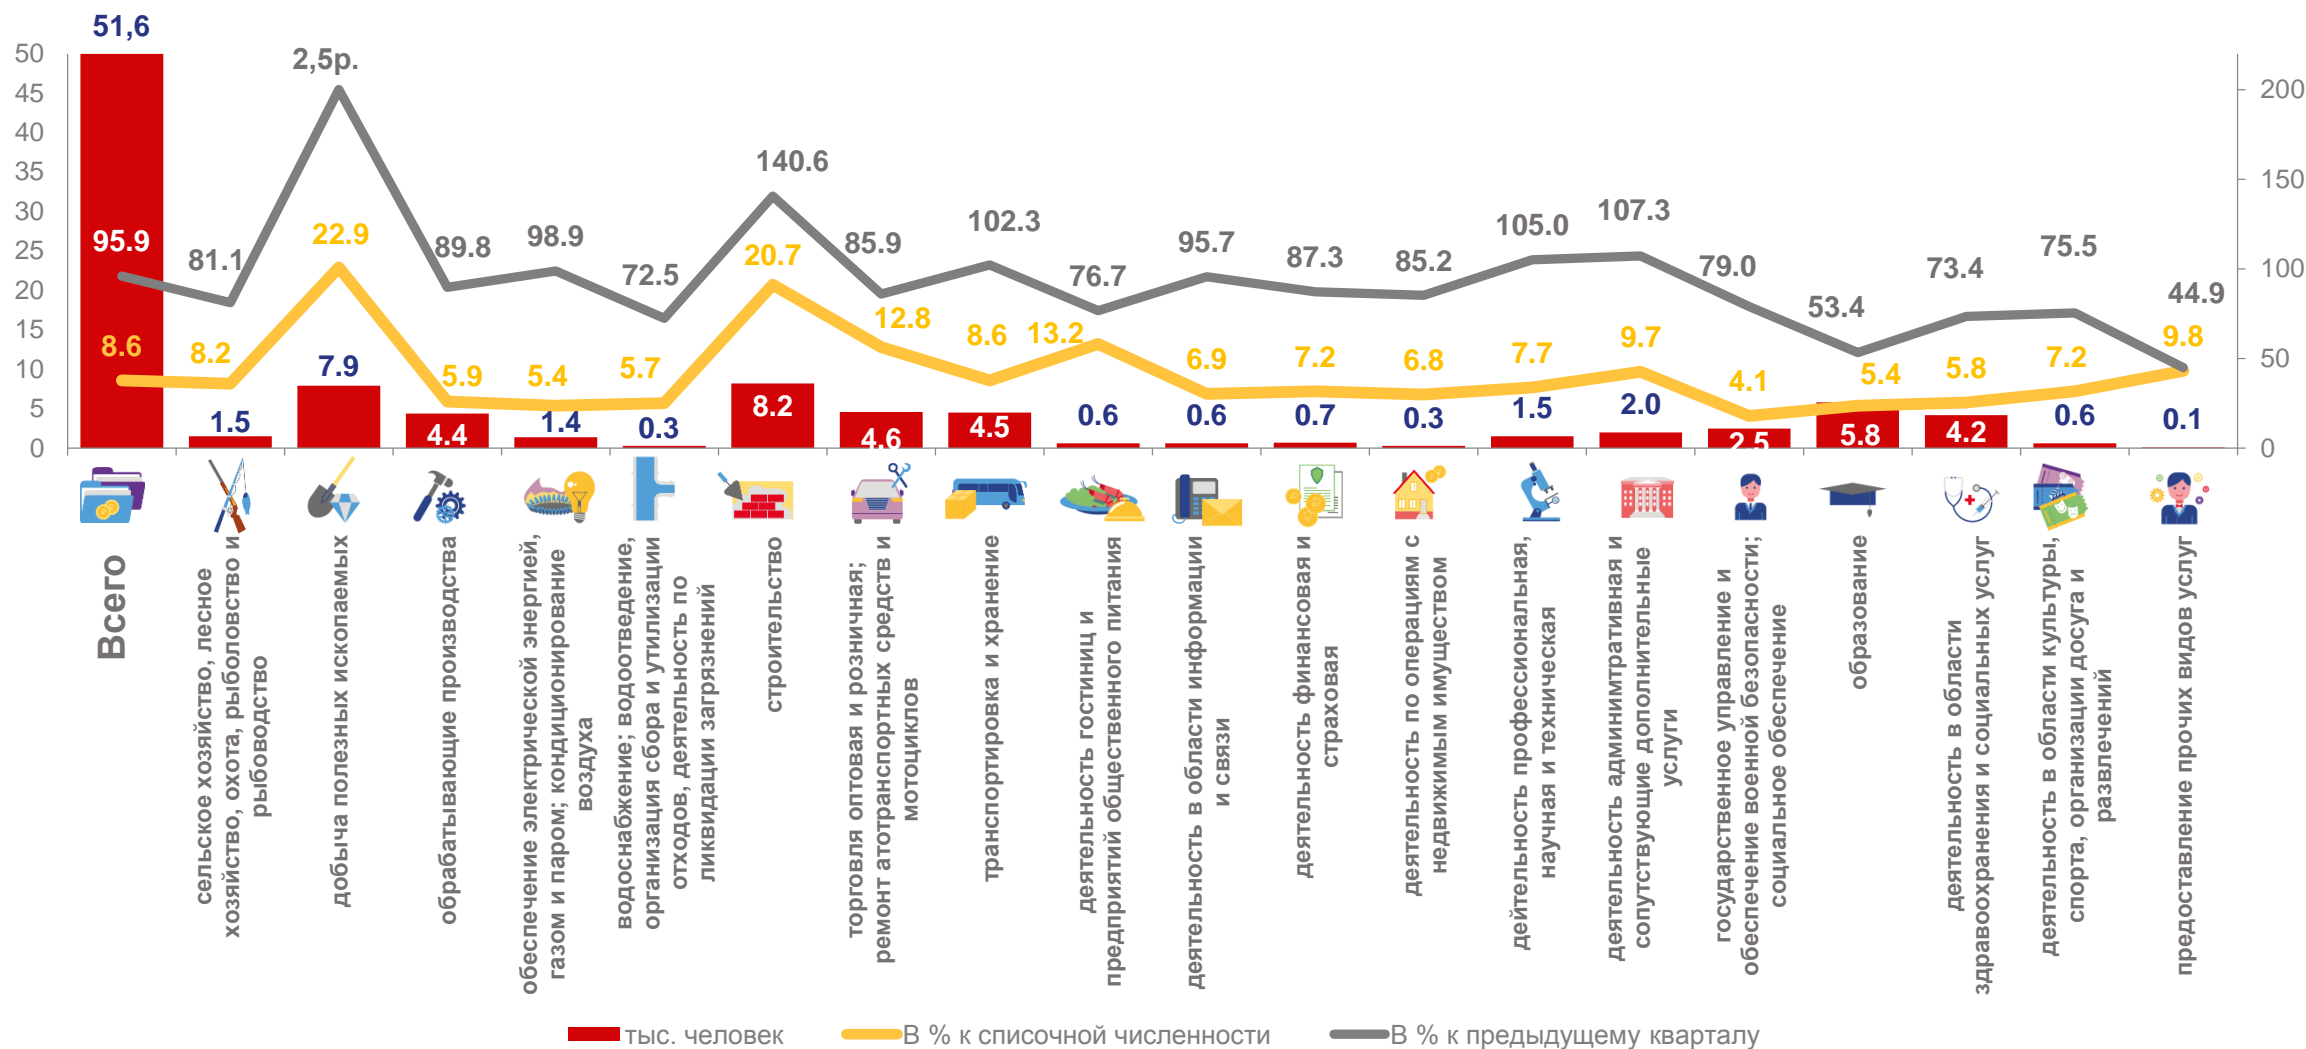 51,6
50
45
40
35
30
25
20
15
10
5
0
200
150
100
50
0
95.9
81.1
2,5р.
89.8
98.9
72.5
140.6
85.9
102.3
76.7
95.7
87.3
85.2
105.0
107.3
79.0
53.4
73.4
75.5
44.9
8.6
8.2
22.9
5.9
5.4
5.7
20.7
12.8
8.6
13.2
6.9
7.2
6.8
7.7
9.7
4.1
5.4
5.8
7.2
9.8
1.5
7.9
4.4
1.4
0.3
8.2
4.6
4.5
0.6
0.6
0.7
0.3
1.5
2.0
2.5
5.8
4.2
0.6
0.1
Всего
сельское хозяйство, лесное
хозяйство, охота, рыболовство и
рыбоводство
добыча полезных ископаемых
обрабатывающие производства
обеспечение электрической энергией,
газом и паром; кондиционирование
воздуха
водоснабжение; водоотведение,
организация сбора и утилизации
отходов, деятельность по
ликвидации загрязнений
строительство
торговля оптовая и розничная;
ремонт атотранспортных средств и
мотоциклов
транспортировка и хранение
деятельность гостиниц и
предприятий общественного питания
деятельность в области информации
и связи
деятельность финансовая и
страховая
деятельность по операциям с
недвижимым имуществом
дейтельность профессиональная,
научная и техническая
деятельность админитративная и
сопутствующие дополнительные
услуги
государственное управление и
обеспечение военной безопасности;
социальное обеспечение
образование
деятельность в области
здравоохранения и социальных услуг
деятельность в области культуры,
спорта, организации досуга и
развлечений
предоставление прочих видов услуг
тыс. человек
В % к списочной численности
В % к предыдущему кварталу